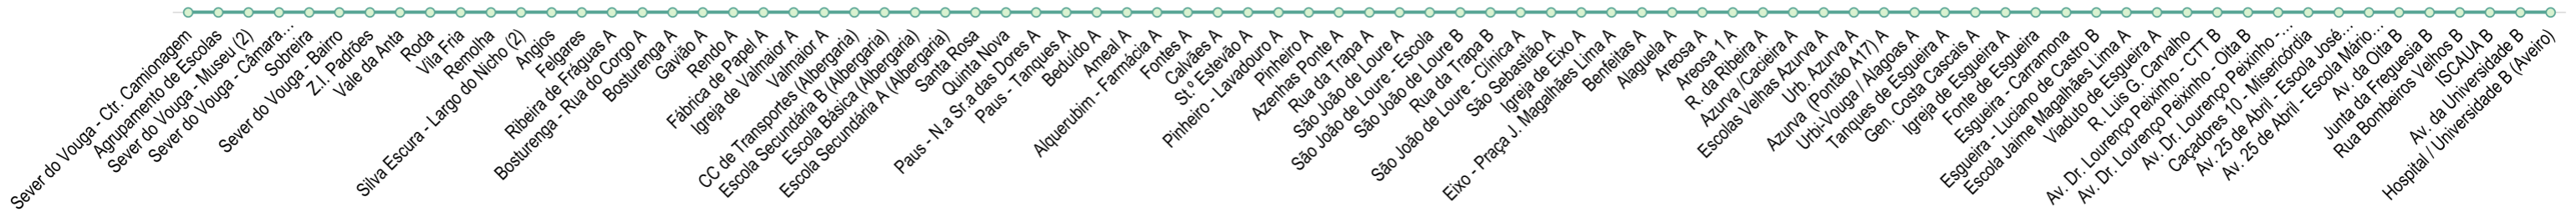 Sever do Vouga - Ctr. Camionagem
Agrupamento de Escolas
Sever do Vouga - Museu (2)
Sever do Vouga - Câmara...
Sobreira
Sever do Vouga - Bairro
Z.I. Padrões
Vale da Anta
Roda
Vila Fria
Remolha
Silva Escura - Largo do Nicho (2)
Angios
Felgares
Ribeira de Fráguas A
Bosturenga - Rua do Corgo A
Bosturenga A
Gavião A
Rendo A
Fábrica de Papel A
Igreja de Valmaior A
Valmaior A
CC de Transportes (Albergaria)
Escola Secundária B (Albergaria)
Escola Básica (Albergaria)
Escola Secundária A (Albergaria)
Santa Rosa
Quinta Nova
Paus - N.a Sr.a das Dores A
Paus - Tanques A
Beduído A
Ameal A
Alquerubim - Farmácia A
Fontes A
Calvães A
St.º Estevão A
Pinheiro - Lavadouro A
Pinheiro A
Azenhas Ponte A
Rua da Trapa A
São João de Loure A
São João de Loure - Escola
São João de Loure B
Rua da Trapa B
São João de Loure - Clínica A
São Sebastião A
Igreja de Eixo A
Eixo - Praça J. Magalhães Lima A
Benfeitas A
Alaguela A
Areosa A
Areosa 1 A
R. da Ribeira A
Azurva /Cacieira A
Escolas Velhas Azurva A
Urb. Azurva A
Azurva (Pontão A17) A
Urbi-Vouga / Alagoas A
Tanques de Esgueira A
Gen. Costa Cascais A
Igreja de Esgueira A
Fonte de Esgueira
Esgueira - Carramona
Esgueira - Luciano de Castro B
Escola Jaime Magalhães Lima A
Viaduto de Esgueira A
R. Luis G. Carvalho
Av. Dr. Lourenço Peixinho - CTT B
Av. Dr. Lourenço Peixinho - Oita B
Av. Dr. Lourenço Peixinho -...
Caçadores 10 - Misericórdia
Av. 25 de Abril - Escola José...
Av. 25 de Abril - Escola Mário...
Av. da Oita B
Junta da Freguesia B
Rua Bombeiros Velhos B
ISCAUA B
Av. da Universidade B
Hospital / Universidade B (Aveiro)